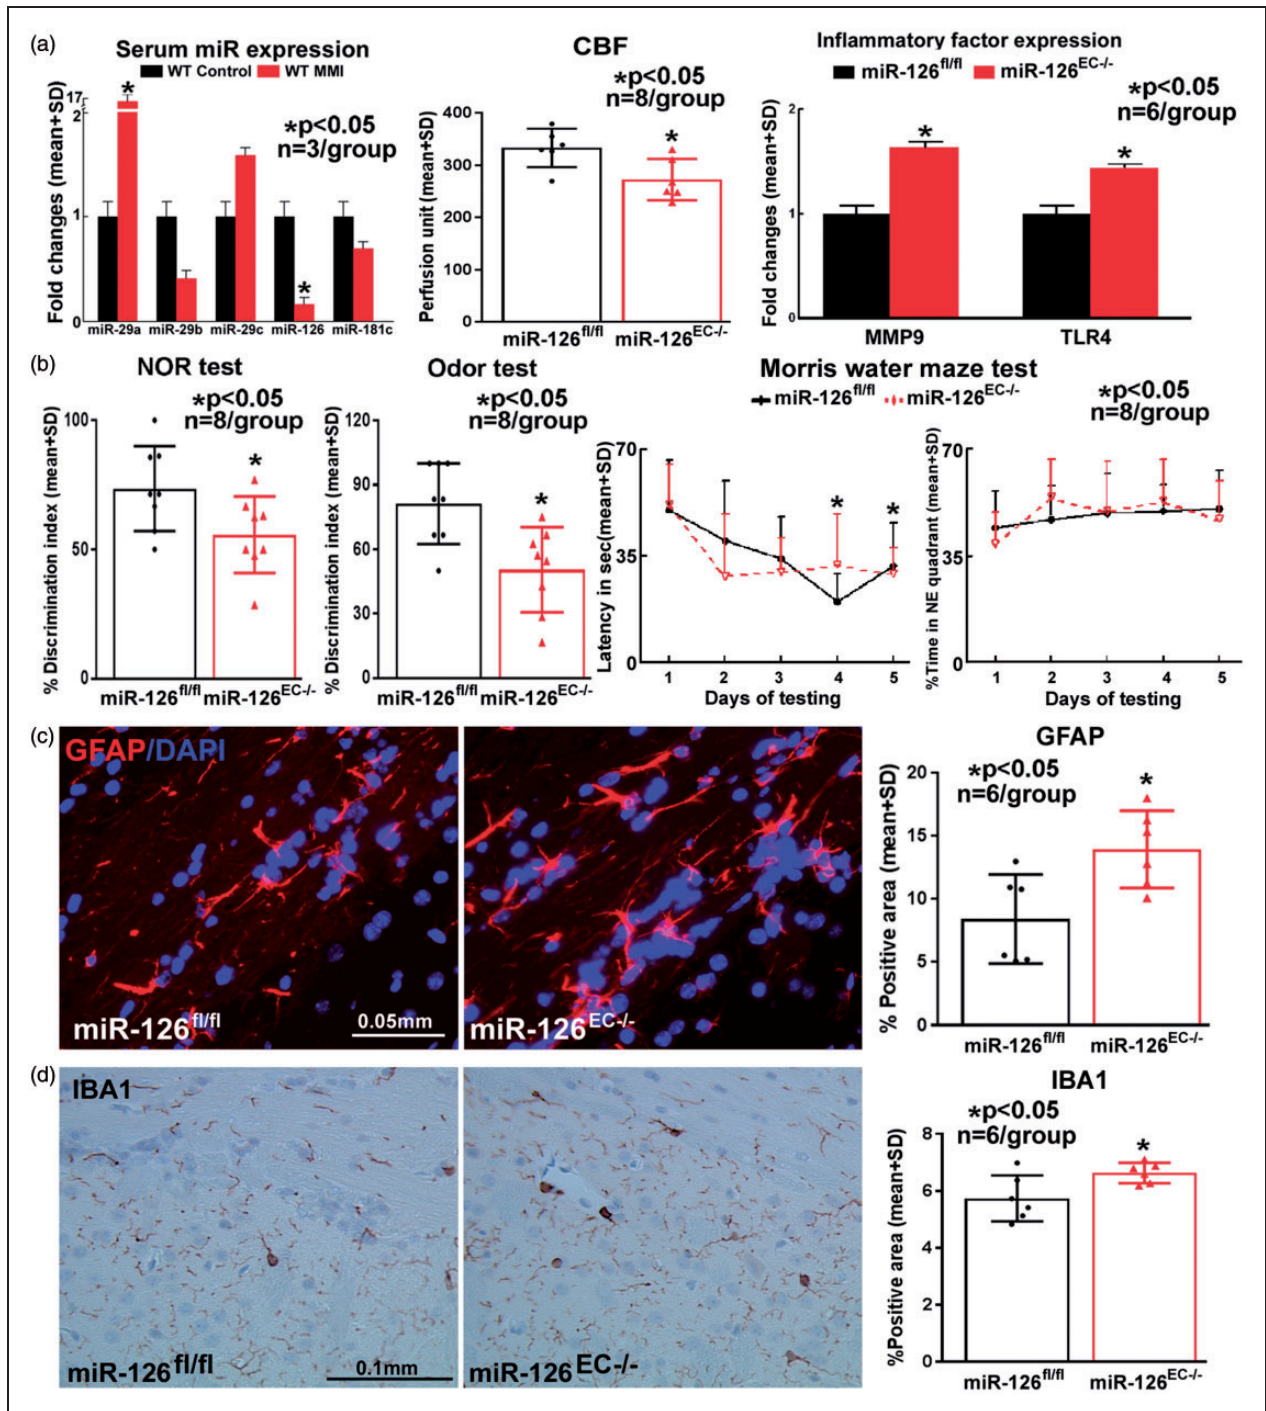 (a)
Serum miR expression
WT Control WT MMI
Fold changes (mean+SD)
17
2
1
0
*
*
*p<0.05
n=3/group
miR-29a miR-29b miR-29c miR-126 miR-181c
CBF
*p<0.05
n=8/group
Perfusion unit (mean+SD)
400
300
200
100
0
*
miR-126fl/fl miR-126EC-/-
Inflammatory factor expression
miR-126fl/fl miR-126EC-/-
*p<0.05
n=6/group
Fold changes (mean+SD)
2
1
0
*
*
MMP9 TLR4
(b)
NOR test
*p<0.05
n=8/group
% Discrimination index (mean+SD)
100
50
0
*
miR-126fl/fl miR-126EC-/-
Odor test
*p<0.05
n=8/group
% Discrimination index (mean+SD)
120
90
60
30
0
*
miR-126fl/fl miR-126EC-/-
Morris water maze test
miR-126fl/fl miR-126EC-/-
*p<0.05
n=8/group
Latency in sec(mean+SD)
70
35
0
* *
1 2 3 4 5
Days of testing
%Time in NE quadrant (mean+SD)
70
35
0
1 2 3 4 5
Days of testing
(c)
GFAP/DAPI
miR-126fl/fl
0.05mm
miR-126EC-/-
GFAP
*p<0.05
n=6/group
% Positive area (mean+SD)
20
15
10
5
0
*
miR-126fl/fl miR-126EC-/-
(d)
IBA1
miR-126fl/fl
0.1mm
miR-126EC-/-
IBA1
*p<0.05
n=6/group
%Positive area (mean+SD)
8
6
4
2
0
*
miR-126fl/fl miR-126EC-/-